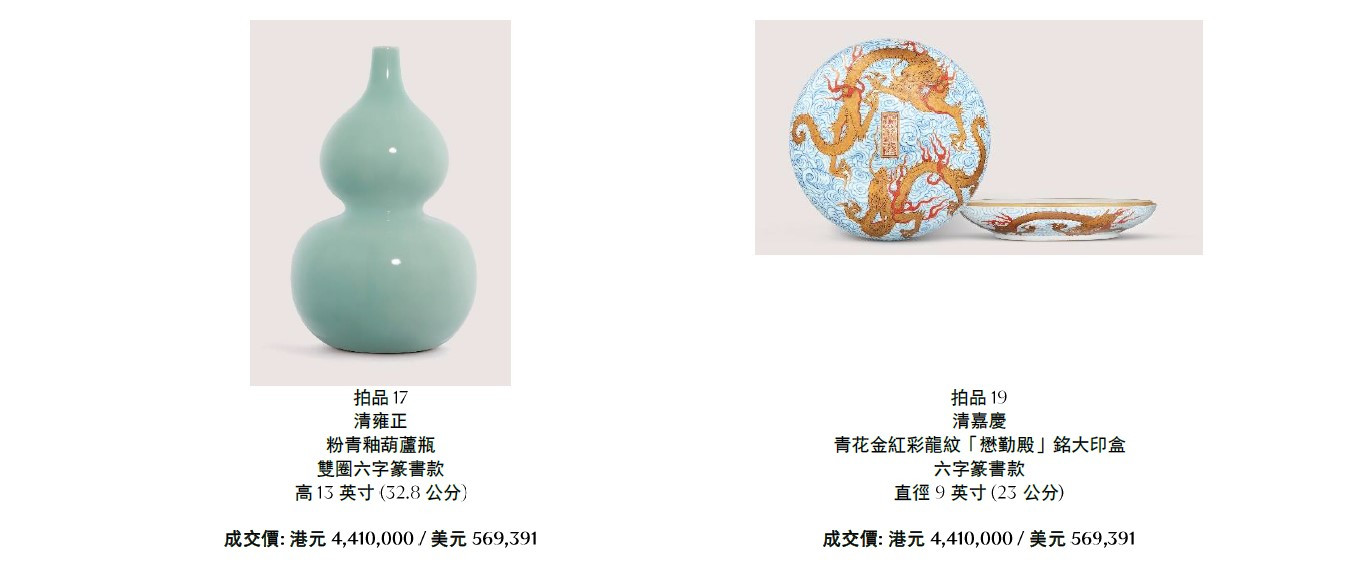 拍品 17
清雍正
粉青釉葫蘆瓶
雙圈六字篆書款
高 13 英寸 (32.8 公分)
成交價: 港元 4,410,000 / 美元 569,391
拍品 19
清嘉慶
青花金紅彩龍紋「懋勤殿」銘大印盒
六字篆書款
直徑 9 英寸 (23 公分)
成交價: 港元 4,410,000 / 美元 569,391